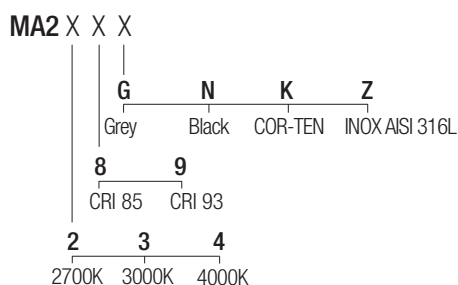 MA2 X X X
G N K Z
Grey Black COR-TEN INOX AISI 316L
8 9
CRI 85 CRI 93
2 3 4
2700K 3000K 4000K